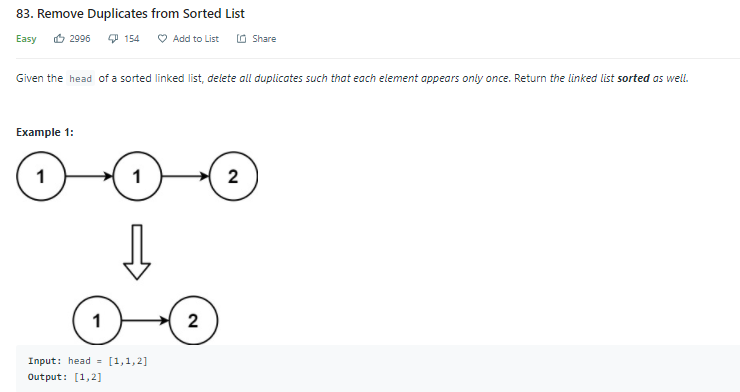 83. Remove Duplicates from Sorted List
Easy 2996 154 Add to List Share
Given the head of a sorted linked list, delete all duplicates such that each element appears only once. Return the linked list sorted as well.
Example 1:
1 1 2
1 2
Input: head = [1,1,2]
Output: [1,2]